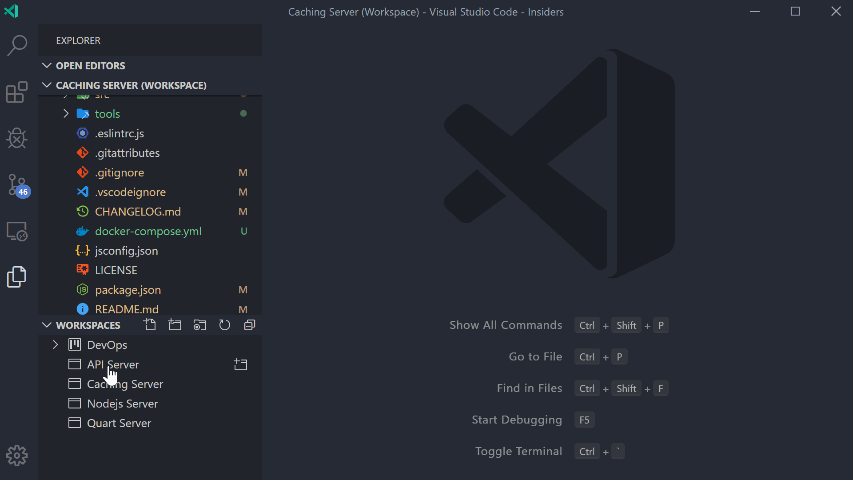 Caching Server (Workspace) - Visual Studio Code - Insiders
EXPLORER
OPEN EDITORS
CACHING SERVER (WORKSPACE)
tools
.eslintrc.js
.gitattributes
.gitignore M
.vscodeignore M
CHANGELOG.md M
docker-compose.yml U
{..} jsconfig.json
LICENSE
package.json M
README.md M
46
WORKSPACES
DevOps
API Server
Caching Server
Nodejs Server
Quart Server
Show All Commands Ctrl + Shift + P
Go to File Ctrl + P
Find in Files Ctrl + Shift + F
Start Debugging F5
Toggle Terminal Ctrl + `